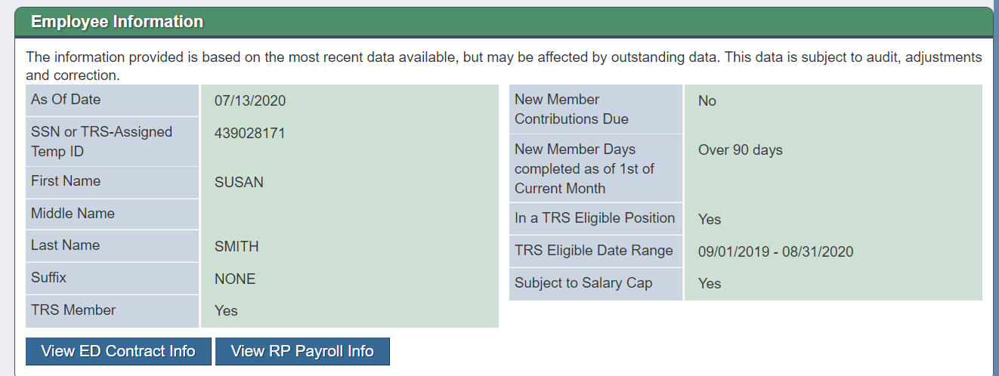 Employee Information
The information provided is based on the most recent data available, but may be affected by outstanding data. This data is subject to audit, adjustments
and correction.
As Of Date
07/13/2020
SSN or TRS-Assigned
Temp ID
439028171
First Name
SUSAN
Middle Name
Last Name
SMITH
Suffix
NONE
TRS Member
Yes
New Member
Contributions Due
No
New Member Days
completed as of 1st of
Current Month
Over 90 days
In a TRS Eligible Position
Yes
TRS Eligible Date Range
09/01/2019 - 08/31/2020
Subject to Salary Cap
Yes
View ED Contract Info
View RP Payroll Info